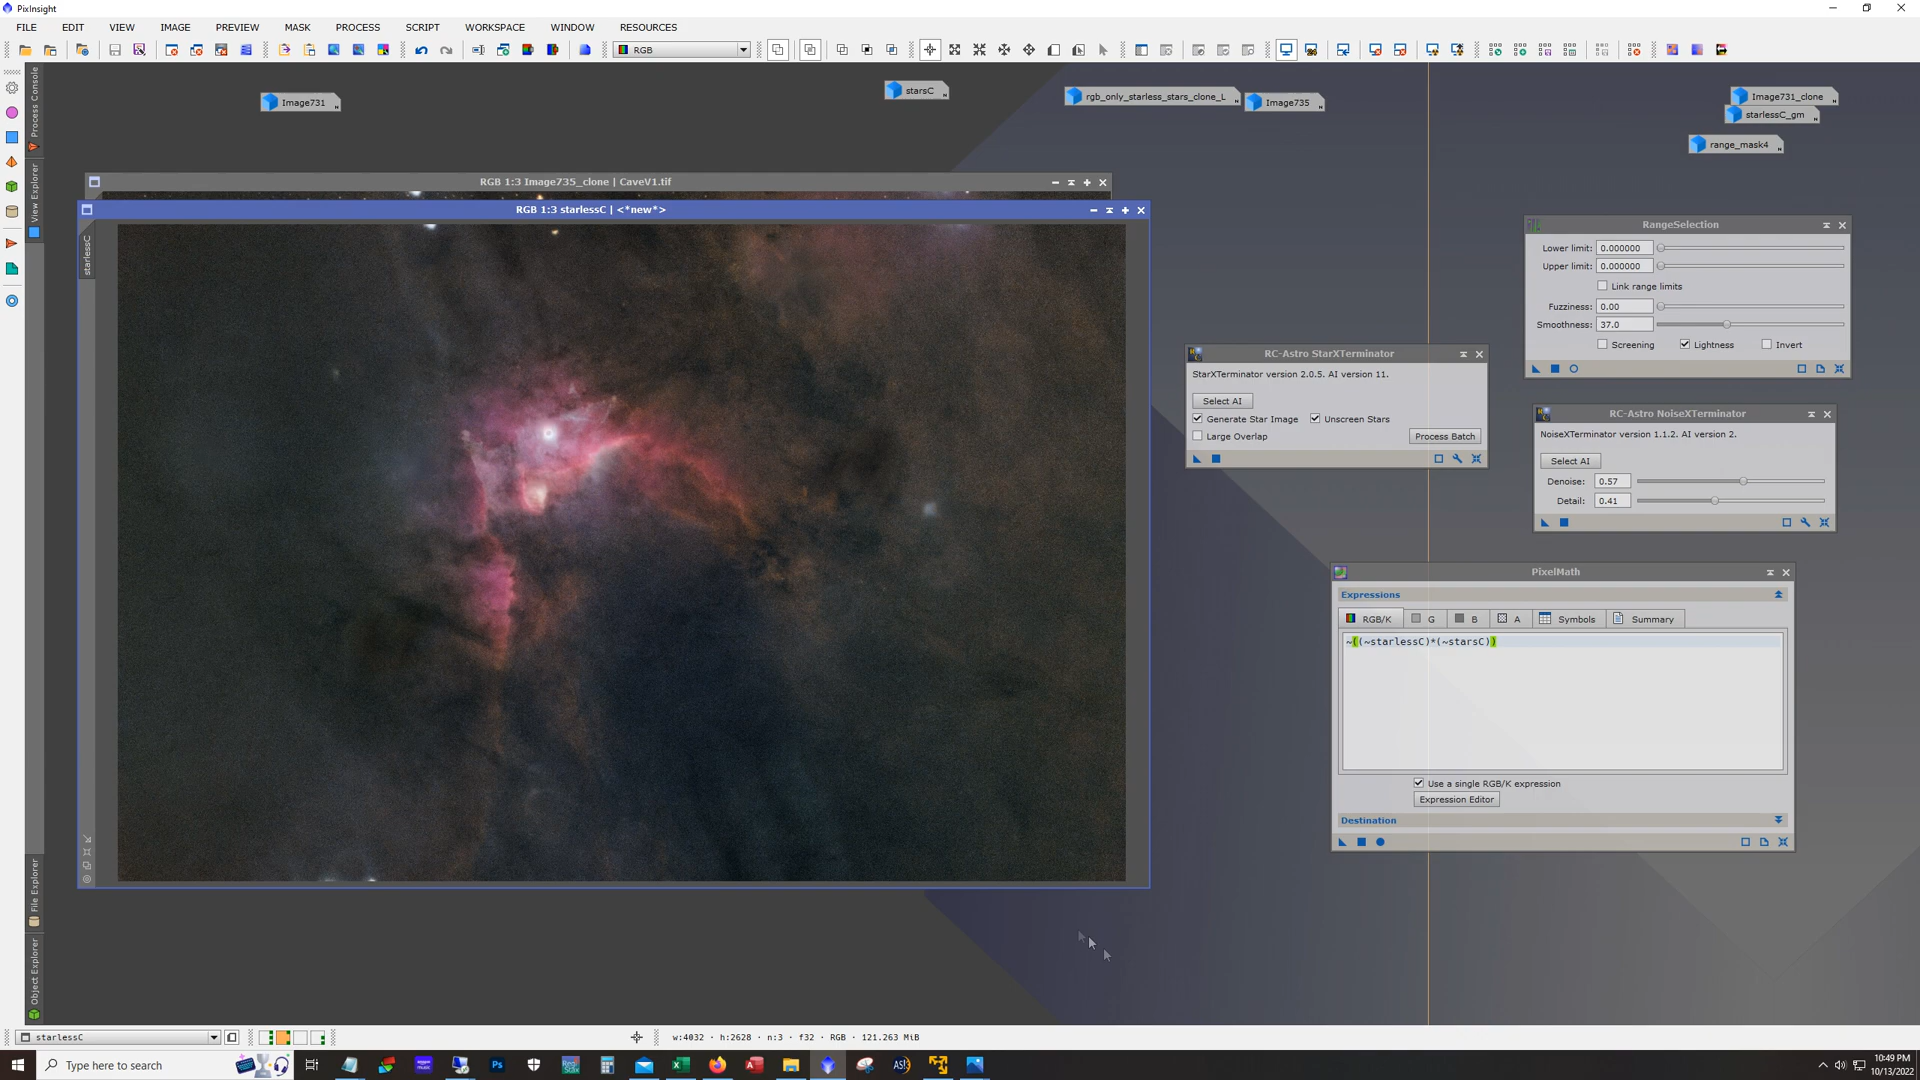 PixInsight
FILE EDIT VIEW IMAGE PREVIEW MASK PROCESS SCRIPT WORKSPACE WINDOW RESOURCES
RGB
Process Console
View Explorer
File Explorer
Object Explorer
Image731
starsC
rgb_only_starless_stars_clone_L
Image735
Image731_clone
starlessC_gm
range_mask4
RGB 1:3 Image735_clone | CaveV1.tif
RGB 1:3 starlessC | <*new*>
starlessC
RangeSelection
Lower limit: 0.000000
Upper limit: 0.000000
Link range limits
Fuzziness: 0.00
Smoothness: 37.0
Screening Lightness Invert
RC-Astro StarXTerminator
StarXTerminator version 2.0.5. AI version 11.
Select AI
Generate Star Image Unscreen Stars
Large Overlap Process Batch
RC-Astro NoiseXTerminator
NoiseXTerminator version 1.1.2. AI version 2.
Select AI
Denoise: 0.57
Detail: 0.41
PixelMath
Expressions
RGB/K G B A Symbols Summary
~((~starlessC)*(~starsC))
Use a single RGB/K expression
Expression Editor
Destination
starlessC
w:4032 · h:2628 · n:3 · f32 · RGB · 121.263 MiB
Type here to search
10:49 PM
10/13/2022